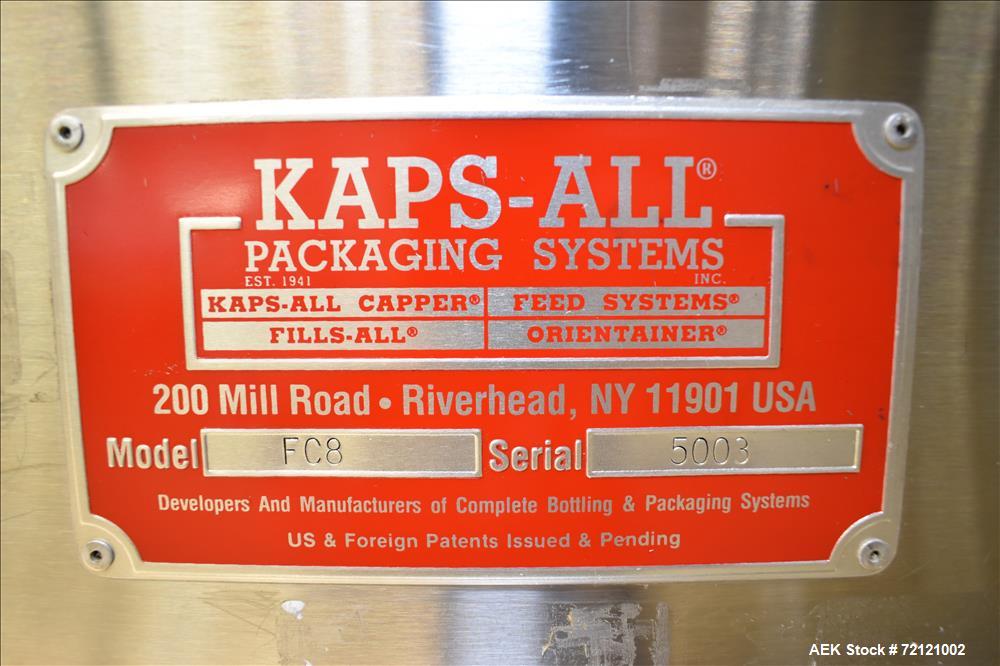 KAPS-ALL®
PACKAGING SYSTEMS
EST. 1941 INC.
KAPS-ALL CAPPER® FEED SYSTEMS®
FILLS-ALL® ORIENTAINER®
200 Mill Road • Riverhead, NY 11901 USA
Model FC8 Serial 5003
Developers And Manufacturers of Complete Bottling & Packaging Systems
US & Foreign Patents Issued & Pending
AEK Stock # 72121002